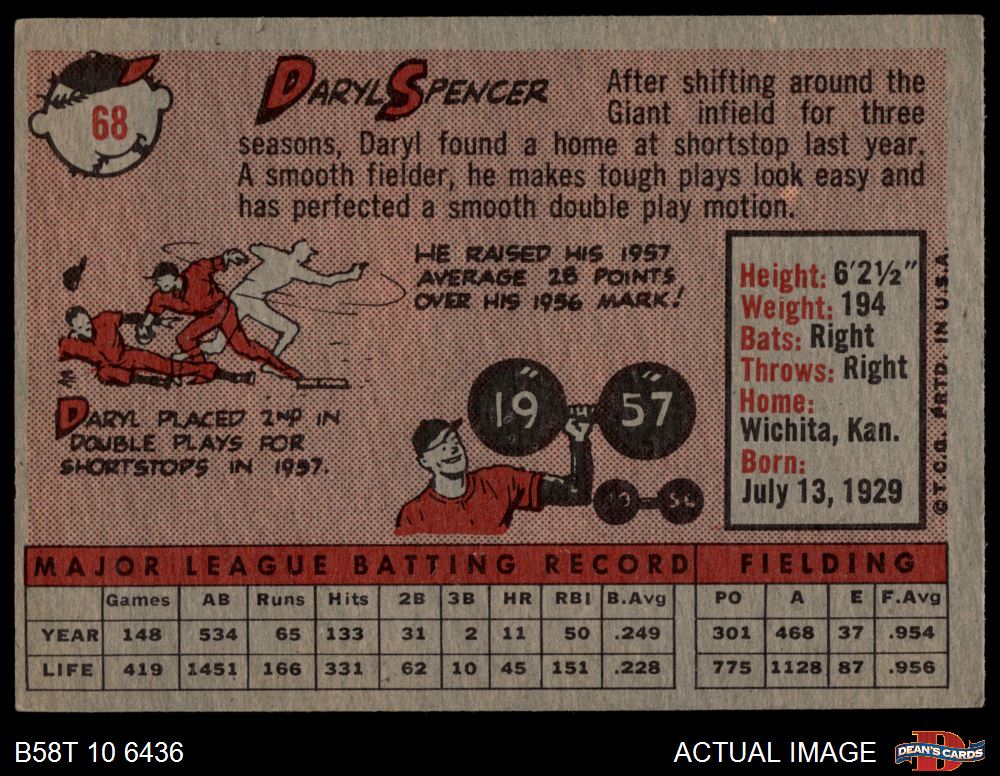 68
DARYL SPENCER
After shifting around the
Giant infield for three
seasons, Daryl found a home at shortstop last year.
A smooth fielder, he makes tough plays look easy and
has perfected a smooth double play motion.
HE RAISED HIS 1957
AVERAGE 28 POINTS
OVER HIS 1956 MARK!
DARYL PLACED 2ND IN
DOUBLE PLAYS FOR
SHORTSTOPS IN 1957.
19 57
19 56
Height: 6'2½"
Weight: 194
Bats: Right
Throws: Right
Home:
Wichita, Kan.
Born:
July 13, 1929
© T.C.G. PRTD. IN U.S.A.
MAJOR LEAGUE BATTING RECORD FIELDING
Games AB Runs Hits 2B 3B HR RBI B.Avg PO A E F.Avg
YEAR 148 534 65 133 31 2 11 50 .249 301 468 37 .954
LIFE 419 1451 166 331 62 10 45 151 .228 775 1128 87 .956
B58T 10 6436
ACTUAL IMAGE
DEAN'S CARDS